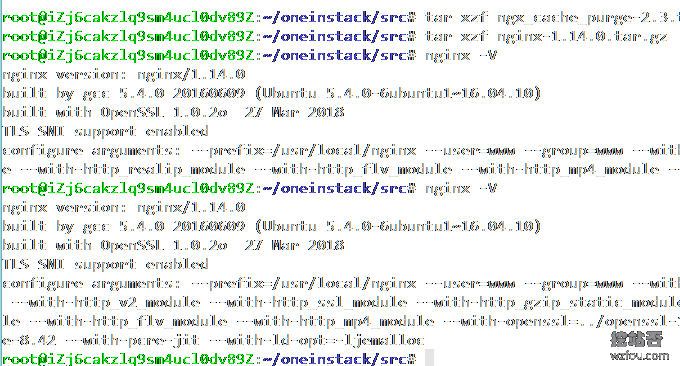 root@iZj6cakzlq9sm4ucl0dv89Z:~/oneinstack/src# tar xzf ngx_cache_purge-2.3.t
root@iZj6cakzlq9sm4ucl0dv89Z:~/oneinstack/src# tar xzf nginx-1.14.0.tar.gz
root@iZj6cakzlq9sm4ucl0dv89Z:~/oneinstack/src# nginx -V
nginx version: nginx/1.14.0
built by gcc 5.4.0 20160609 (Ubuntu 5.4.0-6ubuntu1~16.04.10)
built with OpenSSL 1.0.2o  27 Mar 2018
TLS SNI support enabled
configure arguments: --prefix=/usr/local/nginx --user=www --group=www --with
e --with-http_realip_module --with-http_flv_module --with-http_mp4_module --
root@iZj6cakzlq9sm4ucl0dv89Z:~/oneinstack/src# nginx -V
nginx version: nginx/1.14.0
built by gcc 5.4.0 20160609 (Ubuntu 5.4.0-6ubuntu1~16.04.10)
built with OpenSSL 1.0.2o  27 Mar 2018
TLS SNI support enabled
configure arguments: --prefix=/usr/local/nginx --user=www --group=www --with
--with-http_v2_module --with-http_ssl_module --with-http_gzip_static_module
le --with-http_flv_module --with-http_mp4_module --with-openssl=../openssl-
e-8.42 --with-pcre-jit --with-ld-opt=-ljemalloc
root@iZj6cakzlq9sm4ucl0dv89Z:~/oneinstack/src#
挖站否
wzfou.com